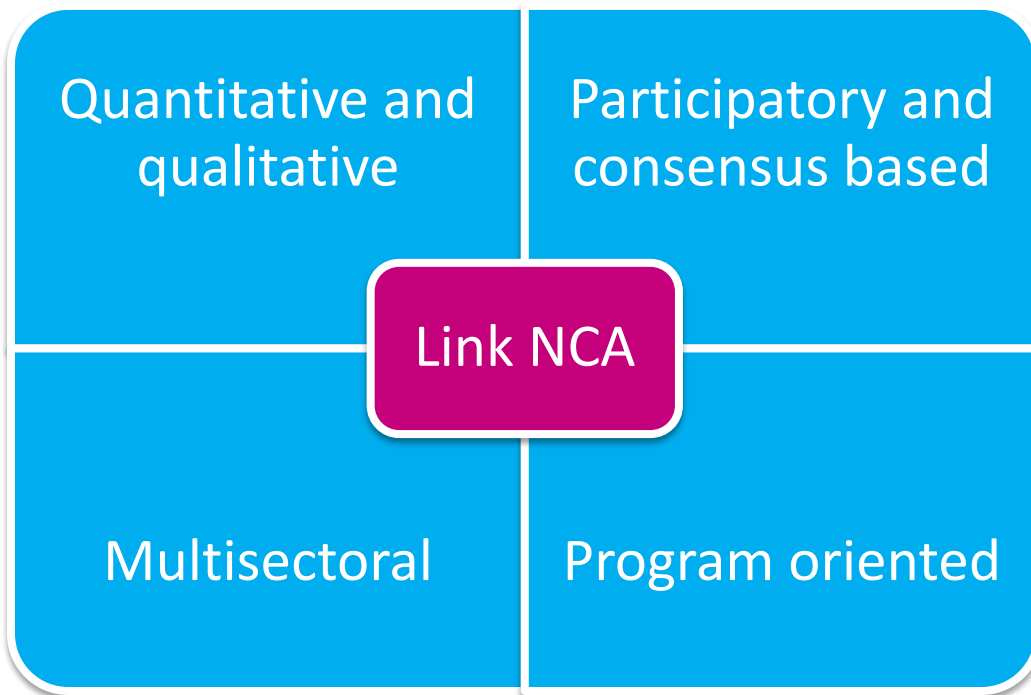 Quantitative and
qualitative
Participatory and
consensus based
Link NCA
Multisectoral
Program oriented